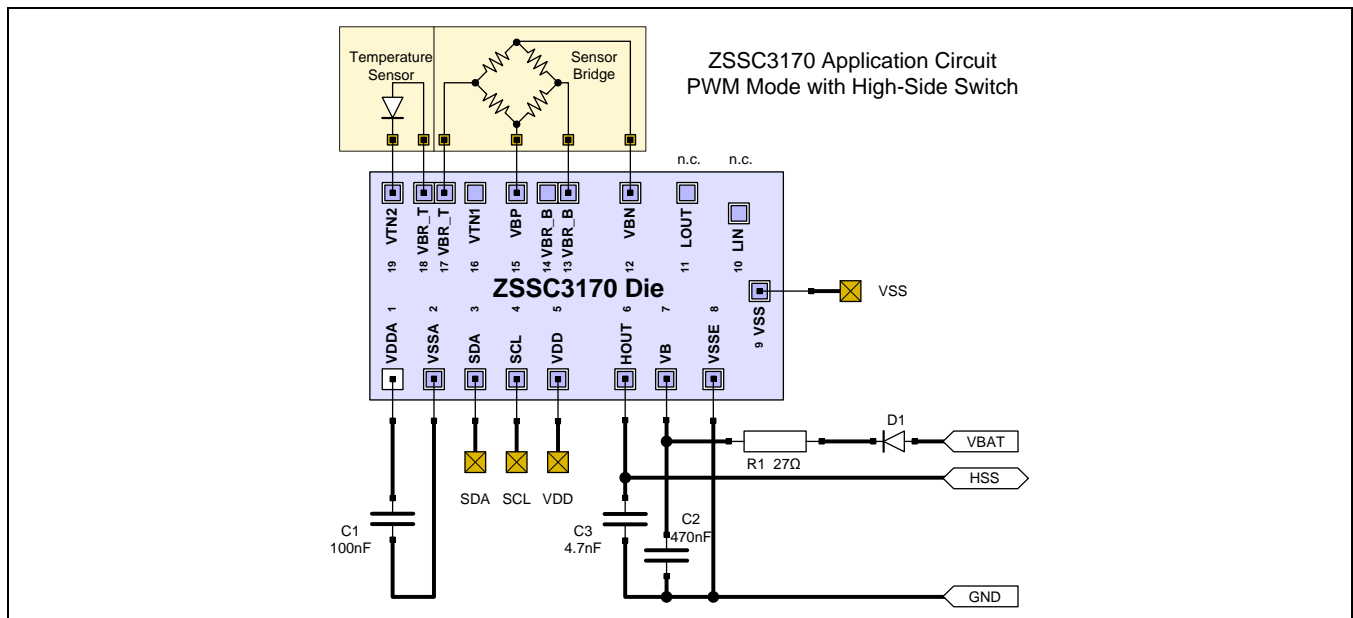 Temperature
Sensor
Sensor
Bridge
ZSSC3170 Application Circuit
PWM Mode with High-Side Switch
n.c.
n.c.
VTN2
VBR_T
VBR_T
VTN1
VBP
VBR_B
VBR_B
VBN
LOUT
LIN
19
18
17
16
15
14
13
12
11
10
ZSSC3170 Die
VSS
9
VSS
1
2
3
4
5
6
7
8
VDDA
VSSA
SDA
SCL
VDD
HOUT
VB
VSSE
D1
VBAT
R1 27Ω
HSS
SDA
SCL
VDD
C1
100nF
C3
4.7nF
C2
470nF
GND